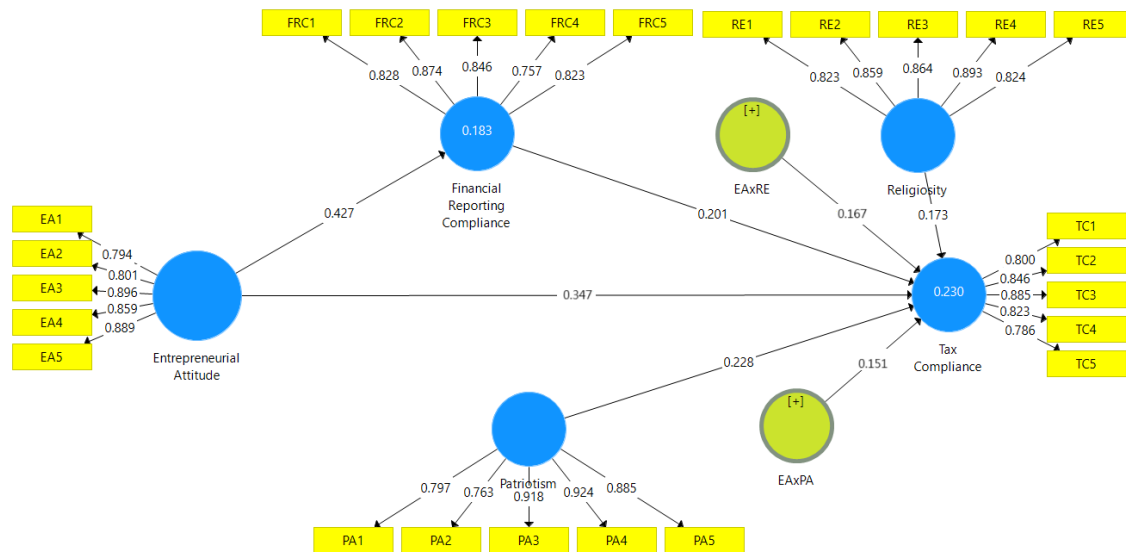 FRC1 FRC2 FRC3 FRC4 FRC5
RE1 RE2 RE3 RE4 RE5
0.828 0.874 0.846 0.757 0.823
0.823 0.859 0.864 0.893 0.824
0.183
Financial
Reporting
Compliance
[+]
EAxRE
Religiosity
0.427
0.201
0.167
0.173
EA1
EA2
EA3
EA4
EA5
0.794
0.801
0.896
0.859
0.889
Entrepreneurial
Attitude
0.347
0.230
Tax
Compliance
0.800
0.846
0.885
0.823
0.786
TC1
TC2
TC3
TC4
TC5
0.228
0.151
[+]
EAxPA
Patriotism
0.797 0.763 0.918 0.924 0.885
PA1 PA2 PA3 PA4 PA5